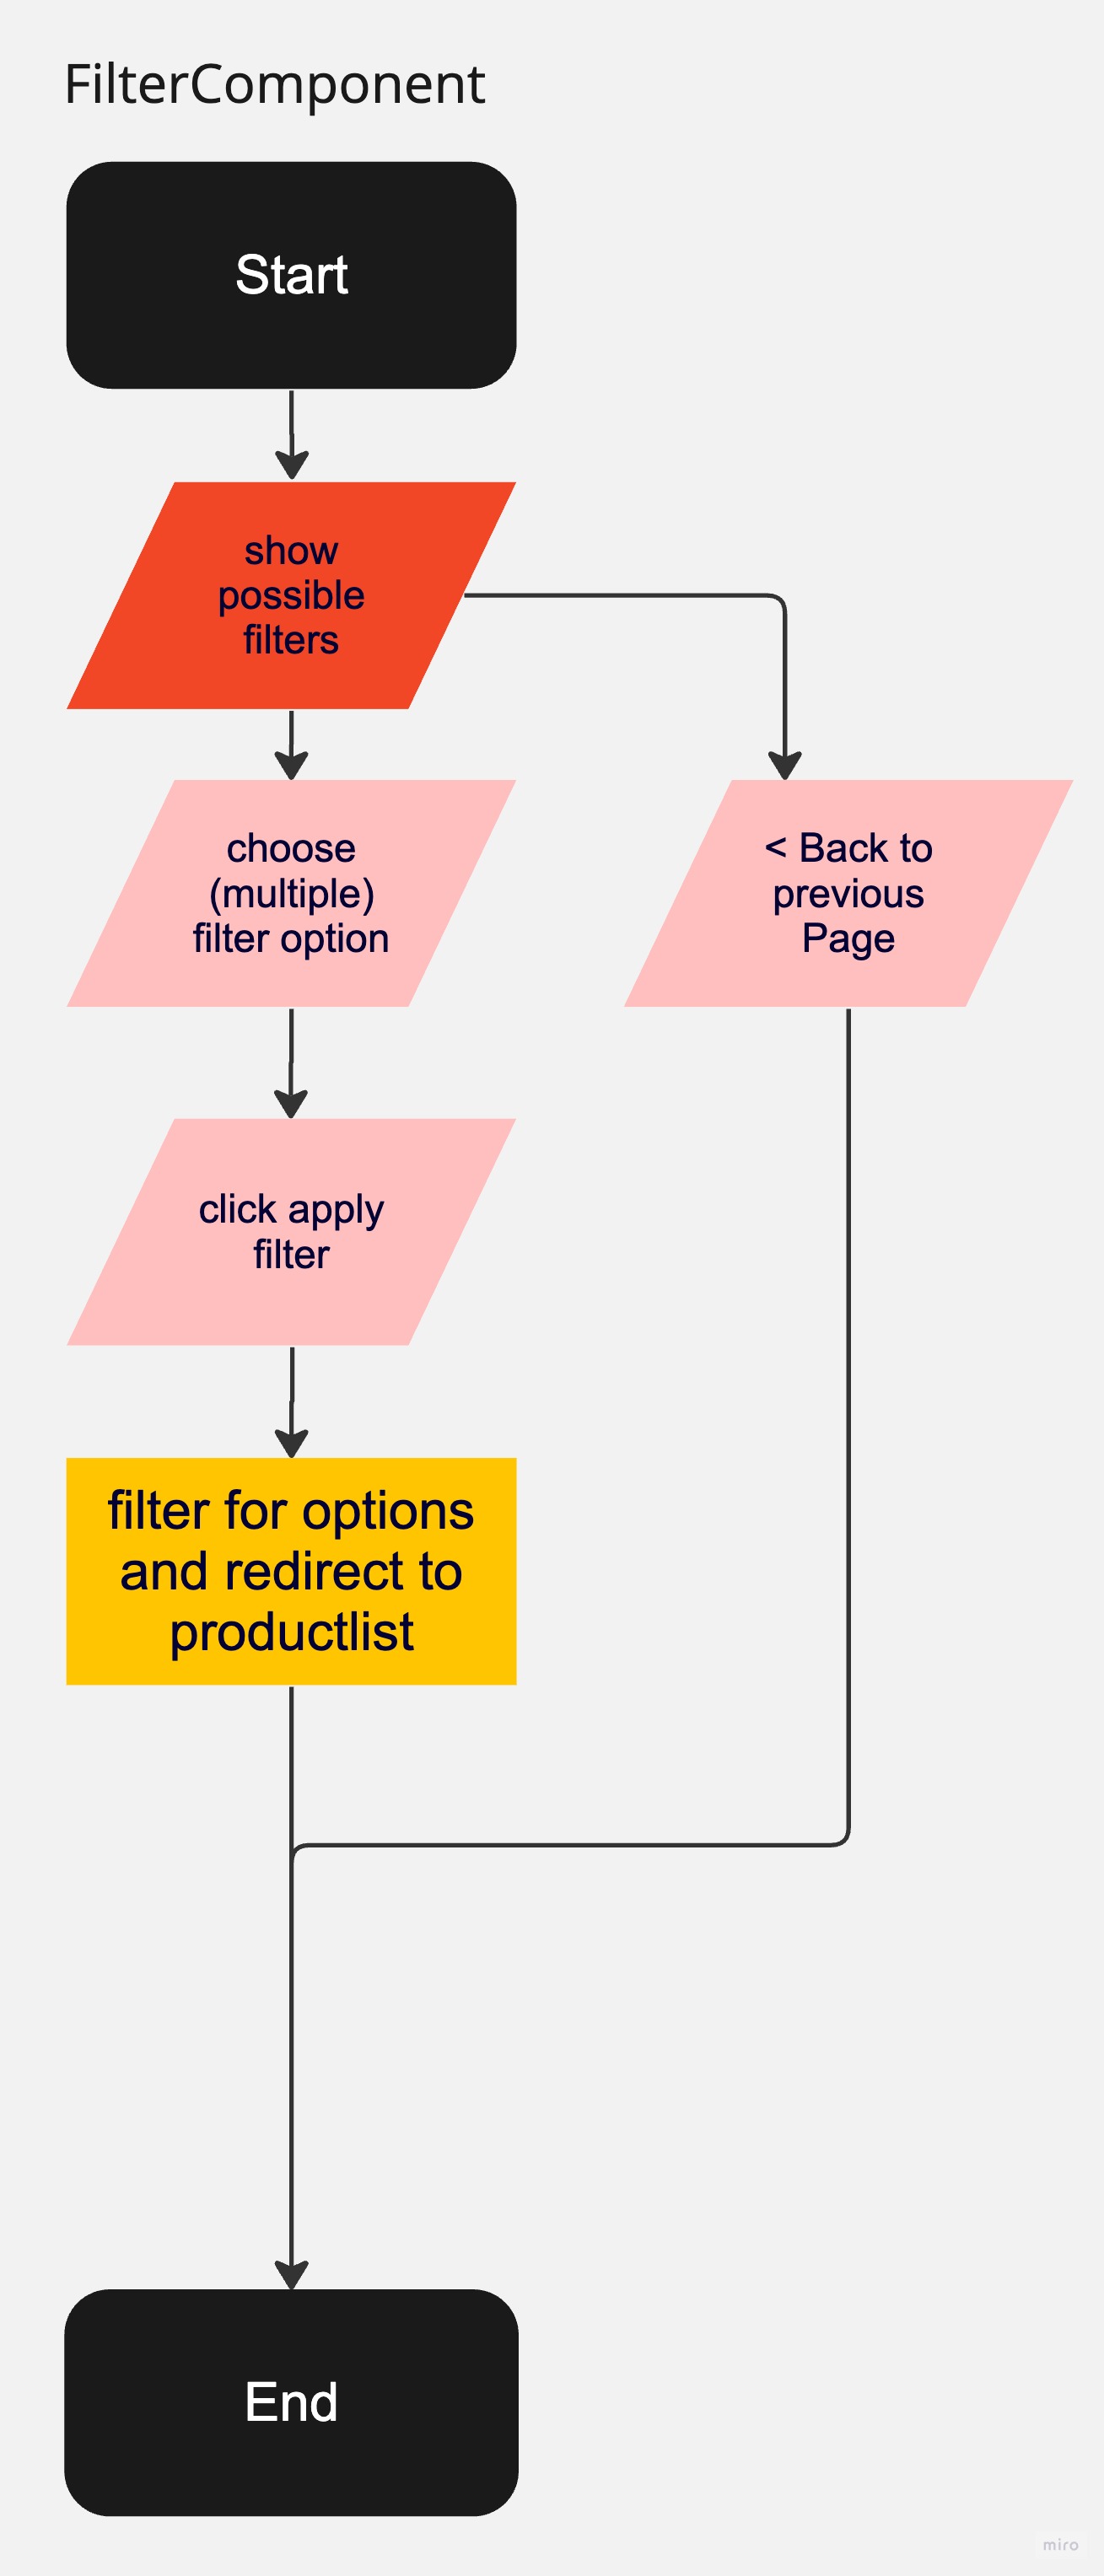 FilterComponent
Start
show
possible
filters
choose
(multiple)
filter option
< Back to
previous
Page
click apply
filter
filter for options
and redirect to
productlist
End
miro